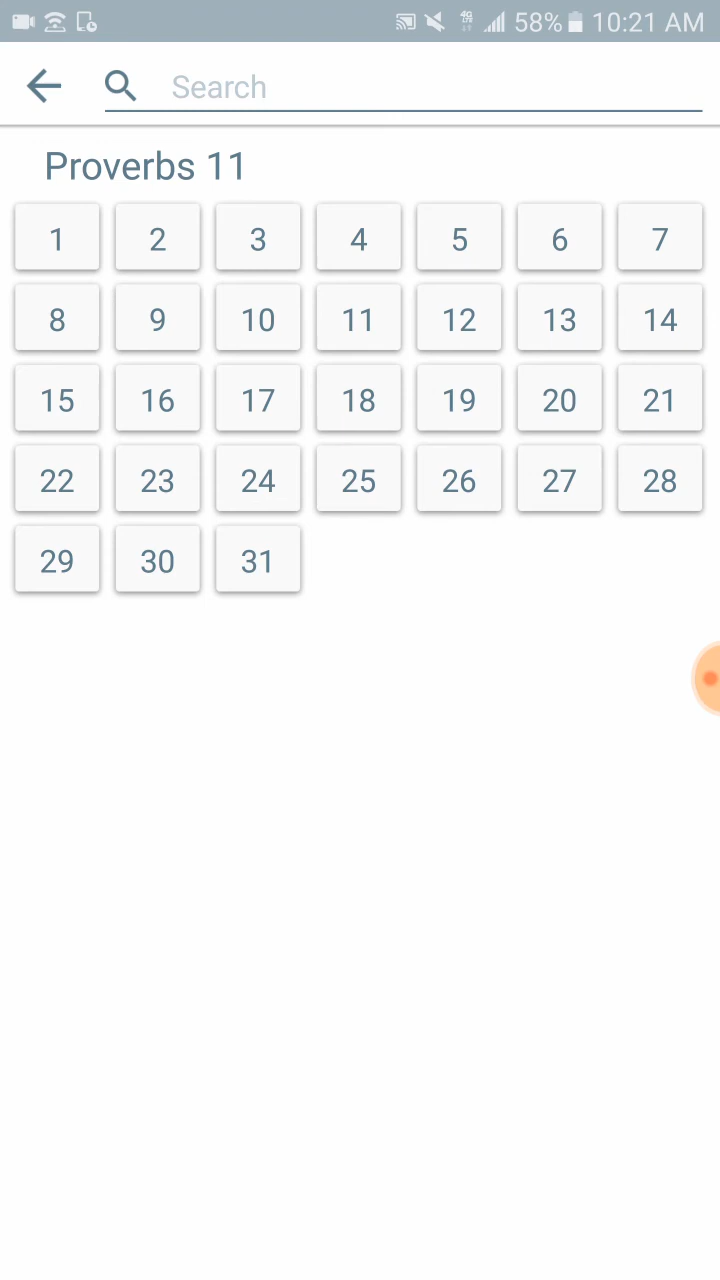 58% 10:21 AM
Search
Proverbs 11
1 2 3 4 5 6 7
8 9 10 11 12 13 14
15 16 17 18 19 20 21
22 23 24 25 26 27 28
29 30 31